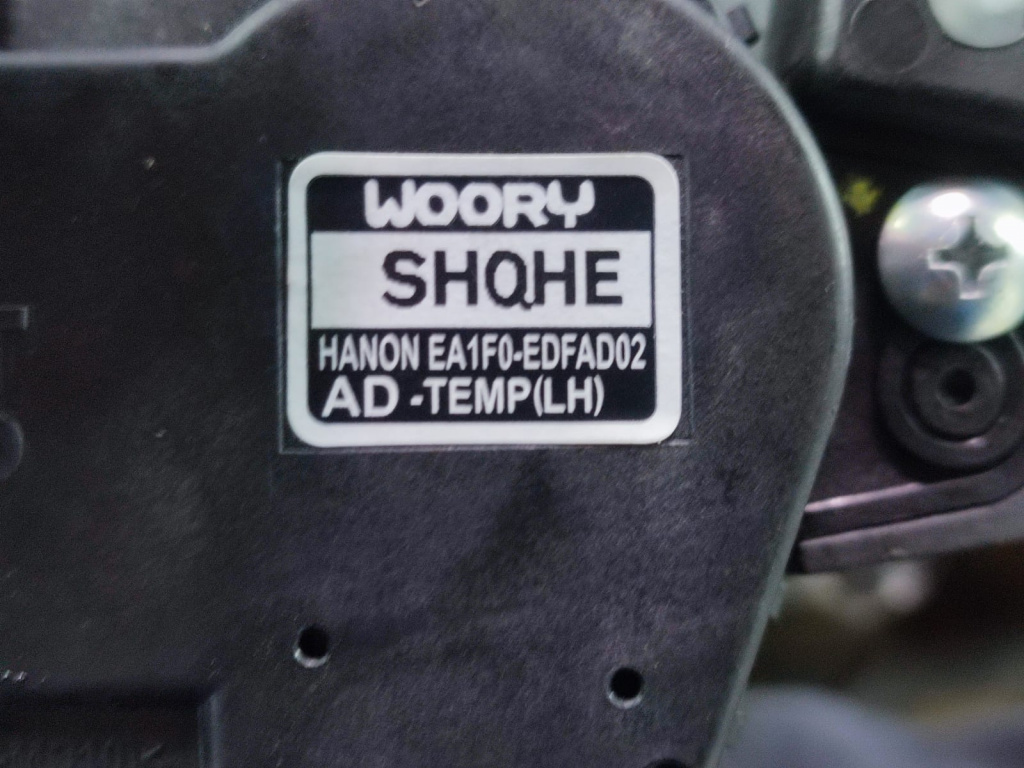 WOORY
SHQHE
HANON EA1F0-EDFAD02
AD -TEMP(LH)